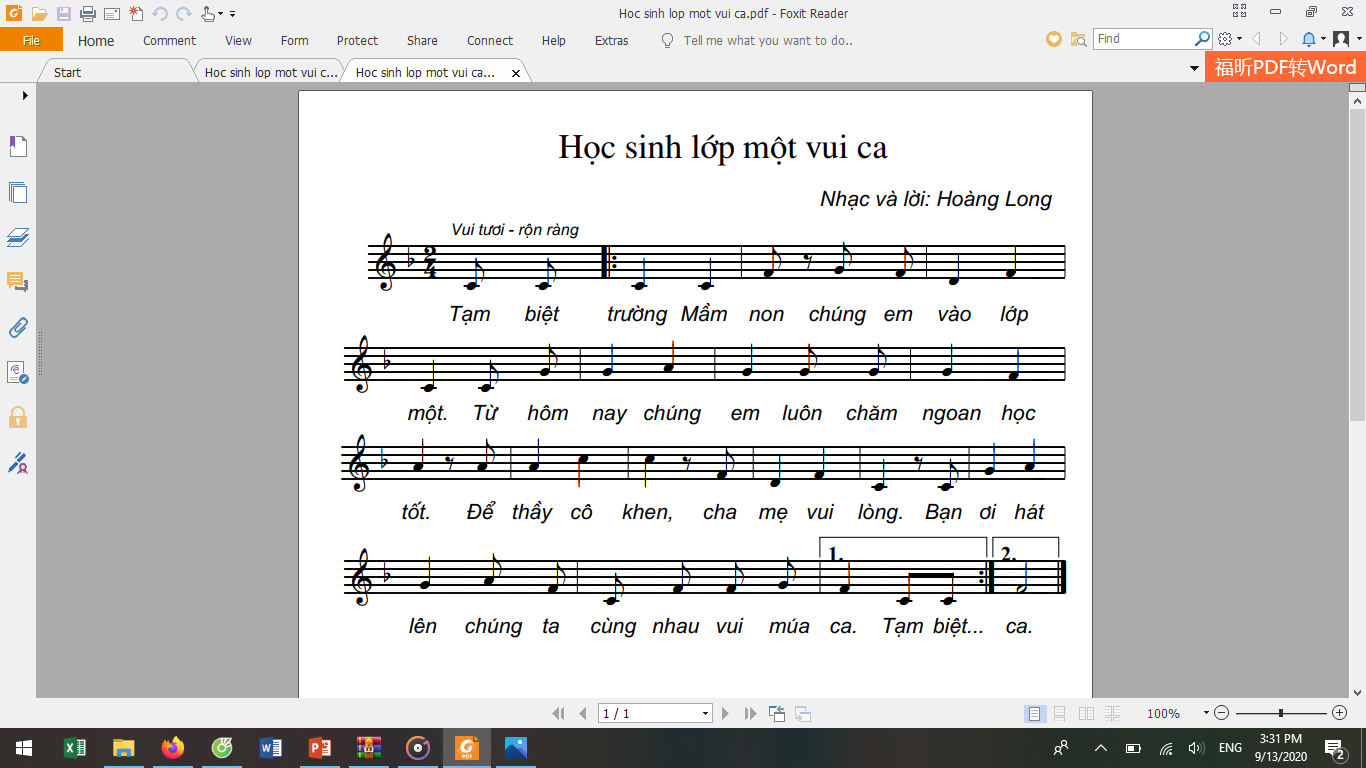 Hoc sinh lop mot vui ca.pdf - Foxit Reader
File Home Comment View Form Protect Share Connect Help Extras Tell me what you want to do.. Find
Start Hoc sinh lop mot vui c... Hoc sinh lop mot vui ca... 福昕PDF转Word
Học sinh lớp một vui ca
Nhạc và lời: Hoàng Long
Vui tươi - rộn ràng
2
4
Tạm biệt trường Mầm non chúng em vào lớp
một. Từ hôm nay chúng em luôn chăm ngoan học
tốt. Để thầy cô khen, cha mẹ vui lòng. Bạn ơi hát
1. 2.
lên chúng ta cùng nhau vui múa ca. Tạm biệt... ca.
1 / 1 100%
ENG 3:31 PM
9/13/2020 2